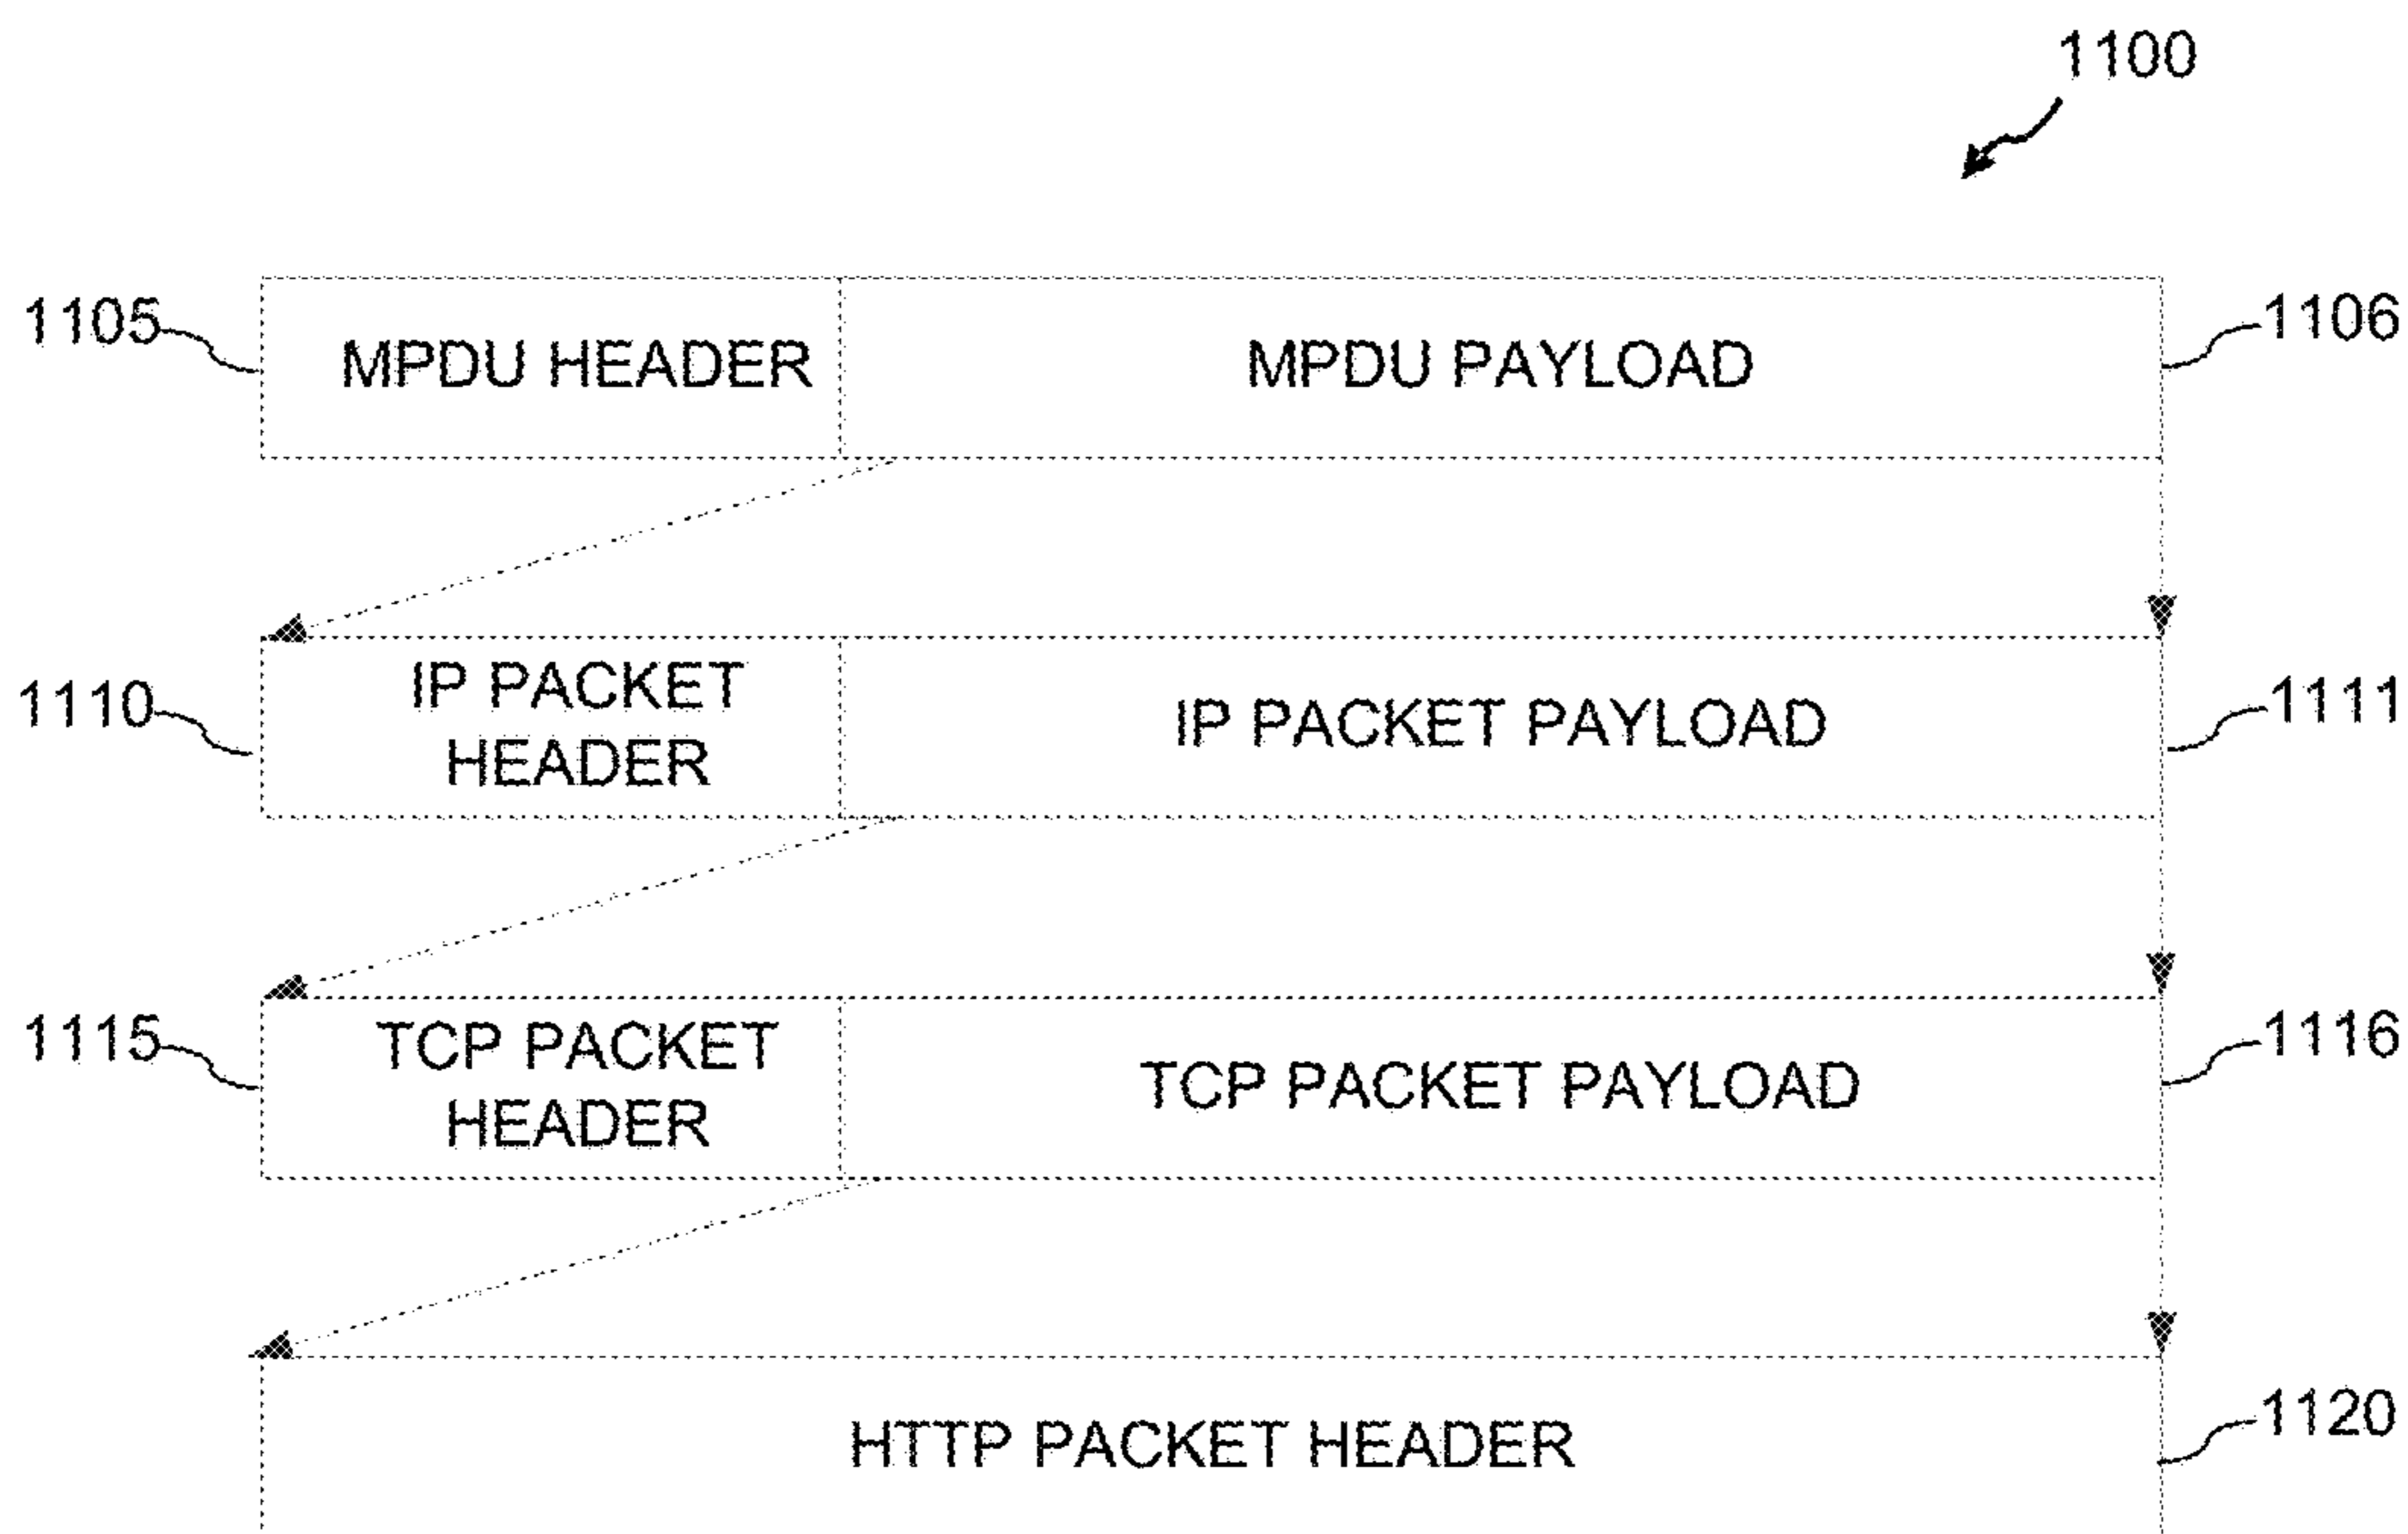 1100
1105
MPDU HEADER
MPDU PAYLOAD
1106
1110
IP PACKET
HEADER
IP PACKET PAYLOAD
1111
1115
TCP PACKET
HEADER
TCP PACKET PAYLOAD
1116
HTTP PACKET HEADER
1120